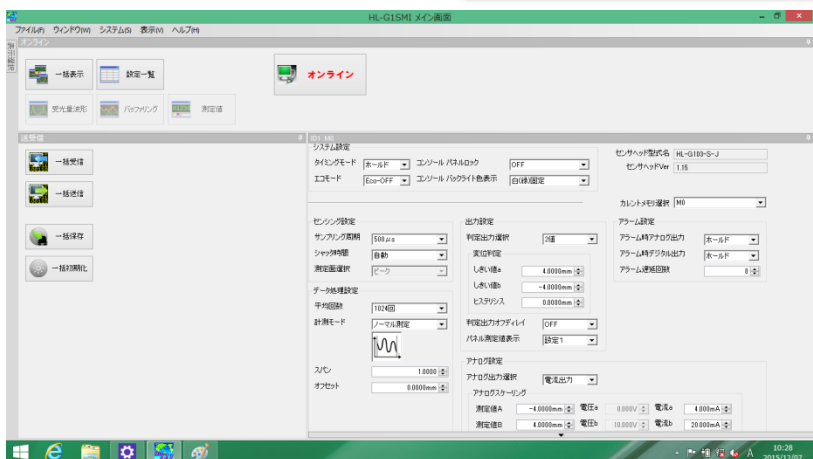 HL-G1SMI メイン画面
ファイル(F) ウィンドウ(W) システム(S) 表示(V) ヘルプ(H)
オンライン
一括表示 設定一覧 オンライン
受光量波形 バッファリング 測定値
送受信
一括受信
一括送信
一括保存
一括初期化
ID1 M0
システム設定
タイミングモード ホールド コンソール パネルロック OFF
エコモード Eco-OFF コンソール バックライト色表示 白(緑)固定
センサヘッド型式名 HL-G103-S-J
センサヘッドVer 1.15
カレントメモリ選択 M0
センシング設定
サンプリング周期 500μs
シャッタ時間 自動
測定面選択 ピーク
データ処理設定
平均回数 1024回
計測モード ノーマル測定
スパン 1.0000
オフセット 0.0000mm
出力設定
判定出力選択 2値
変位判定
しきい値a 4.0000mm
しきい値b -4.0000mm
ヒステリシス 0.0080mm
判定出力オフディレイ OFF
パネル測定値表示 設定1
アナログ設定
アナログ出力選択 電流出力
アナログスケーリング
測定値A -4.0000mm 電圧a 0.000V 電流a 4.000mA
測定値B 4.0000mm 電圧b 10.000V 電流b 20.000mA
アラーム設定
アラーム時アナログ出力 ホールド
アラーム時デジタル出力 ホールド
アラーム遅延回数 8
A 10:28
2015/12/02